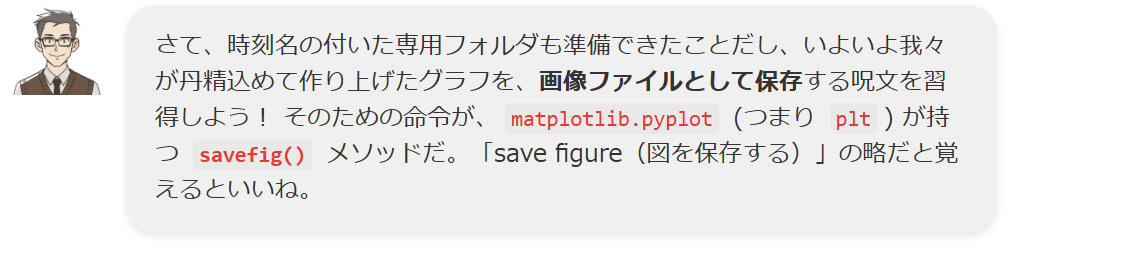 さて、時刻名の付いた専用フォルダも準備できたことだし、いよいよ我々
が丹精込めて作り上げたグラフを、画像ファイルとして保存する呪文を習
得しよう！ そのための命令が、 matplotlib.pyplot (つまり plt ) が持
つ savefig() メソッドだ。「save figure（図を保存する）」の略だと覚
えるといいね。